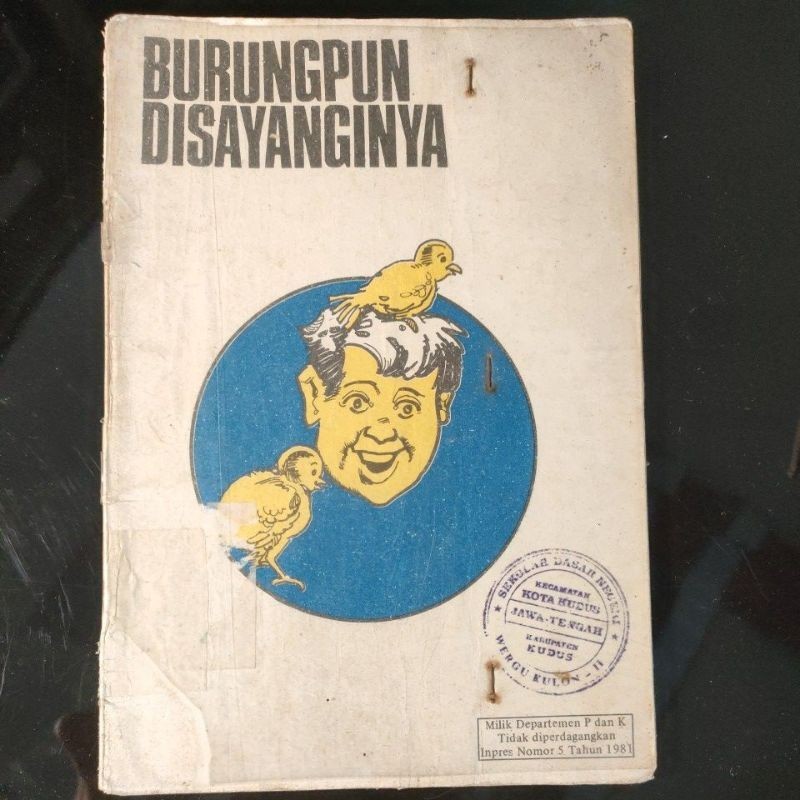 BURUNGPUN
DISAYANGINYA
SEKOLAH DASAR NEGERI
KECAMATAN
KOTA KUDUS
JAWA-TENGAH
KABUPATEN
KUDUS
WERGU KULON - II
Milik Departemen P dan K
Tidak diperdagangkan
Inpres Nomor 5 Tahun 1981